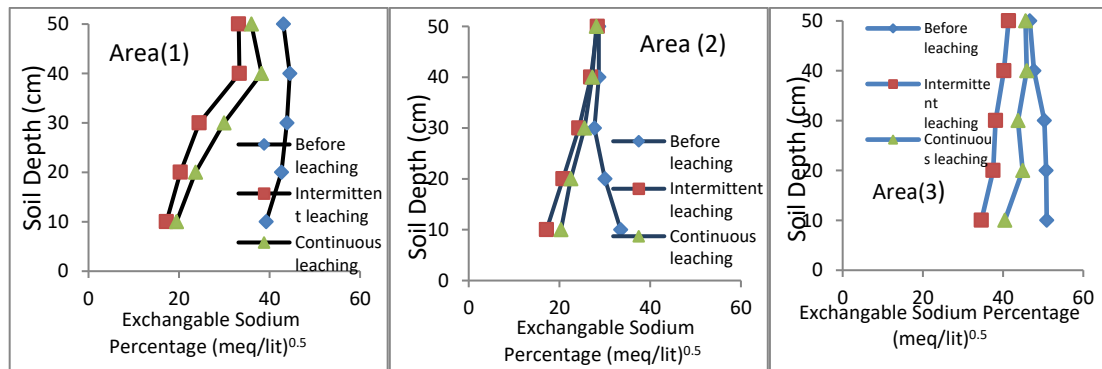 Area(1)
Soil Depth (cm)
50
40
30
20
10
0
0 20 40 60
Before
leaching
Intermitten
t leaching
Continuous
leaching
Exchangable Sodium
Percentage (meq/lit)0.5
Area (2)
Soil Depth (cm)
50
40
30
20
10
0
0 20 40 60
Before
leaching
Intermittent
leaching
Continuous
leaching
Exchangable Sodium
Percentage (meq/lit)0.5
Area(3)
Soil Depth (cm)
50
40
30
20
10
0
0 20 40 60
Before
leaching
Intermitte
nt
leaching
Continuou
s leaching
Exchangable Sodium Percentage
(meq/lit)0.5